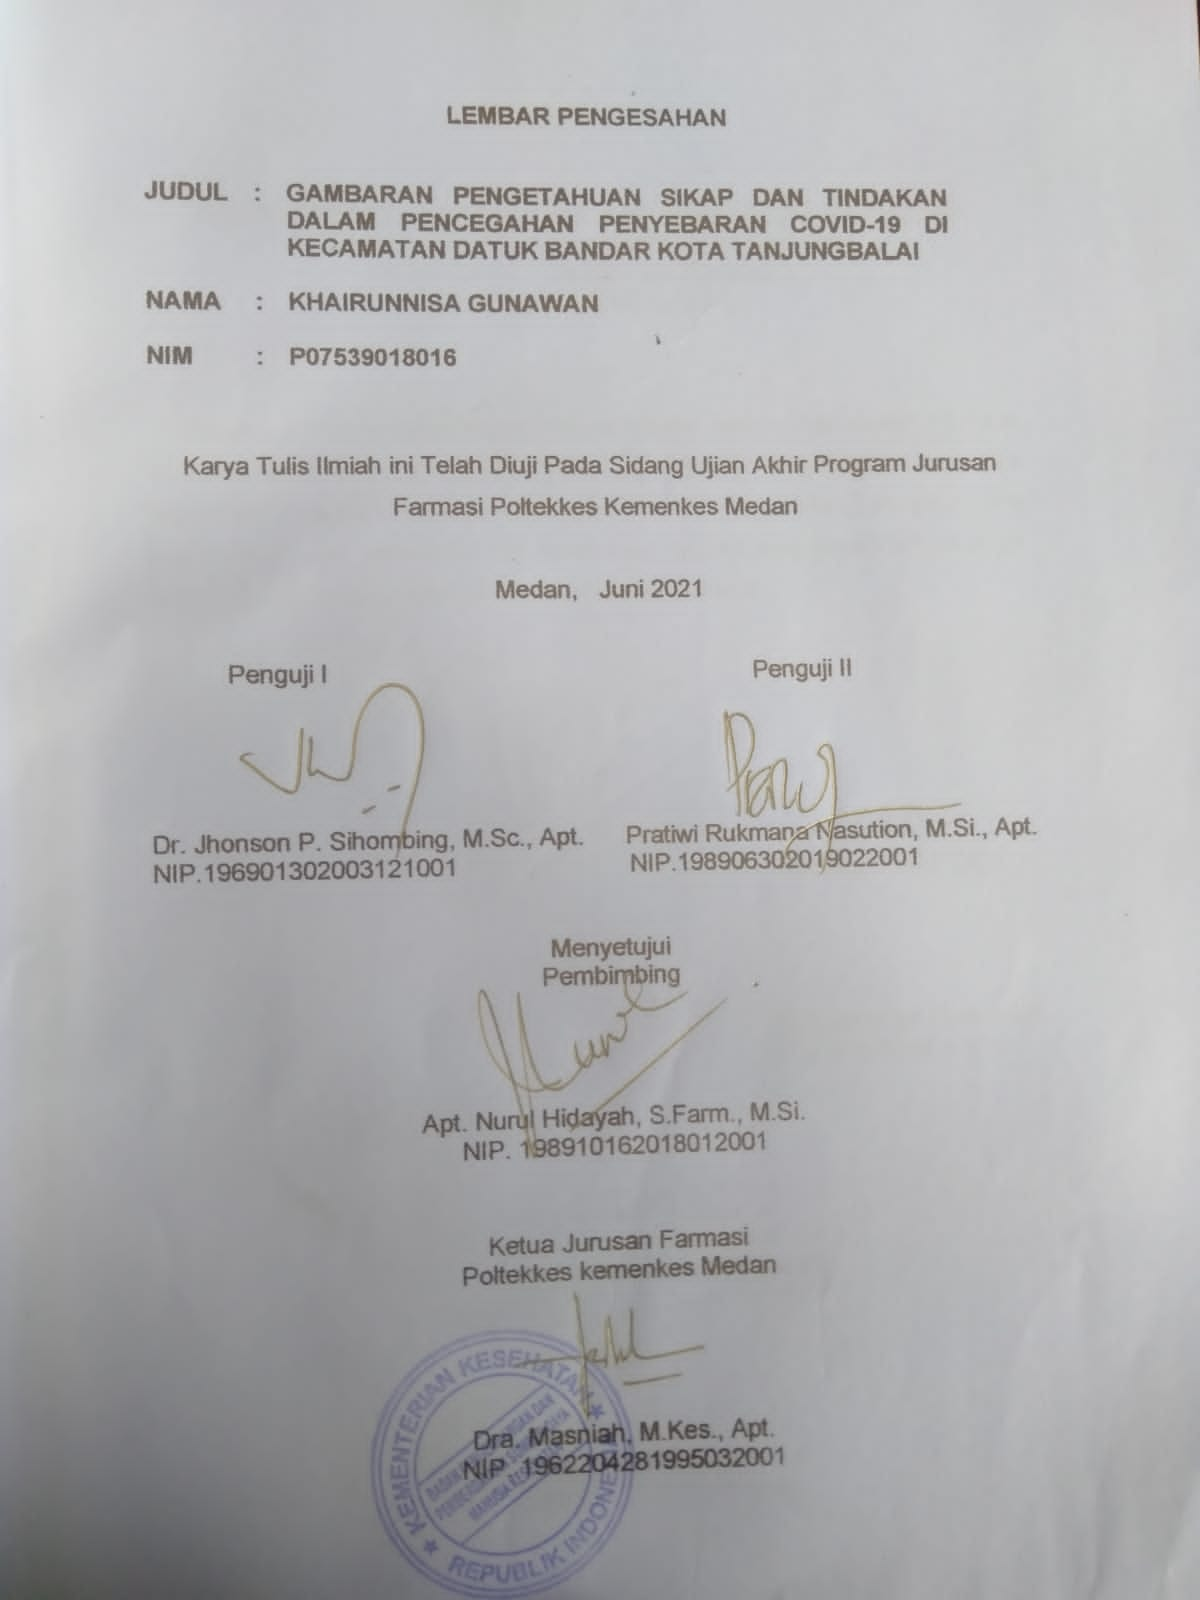 LEMBAR PENGESAHAN
JUDUL : GAMBARAN PENGETAHUAN SIKAP DAN TINDAKAN
DALAM PENCEGAHAN PENYEBARAN COVID-19 DI
KECAMATAN DATUK BANDAR KOTA TANJUNGBALAI
NAMA : KHAIRUNNISA GUNAWAN
NIM : P07539018016
Karya Tulis Ilmiah ini Telah Diuji Pada Sidang Ujian Akhir Program Jurusan
Farmasi Poltekkes Kemenkes Medan
Medan, Juni 2021
Penguji I
Dr. Jhonson P. Sihombing, M.Sc., Apt.
NIP.196901302003121001
Penguji II
Pratiwi Rukmana Nasution, M.Si., Apt.
NIP.198906302019022001
Menyetujui
Pembimbing
Apt. Nurul Hidayah, S.Farm., M.Si.
NIP. 198910162018012001
Ketua Jurusan Farmasi
Poltekkes kemenkes Medan
Dra. Masniah, M.Kes., Apt.
NIP. 1962204281995032001
KEMENTERIAN KESEHATAN
REPUBLIK INDONESIA